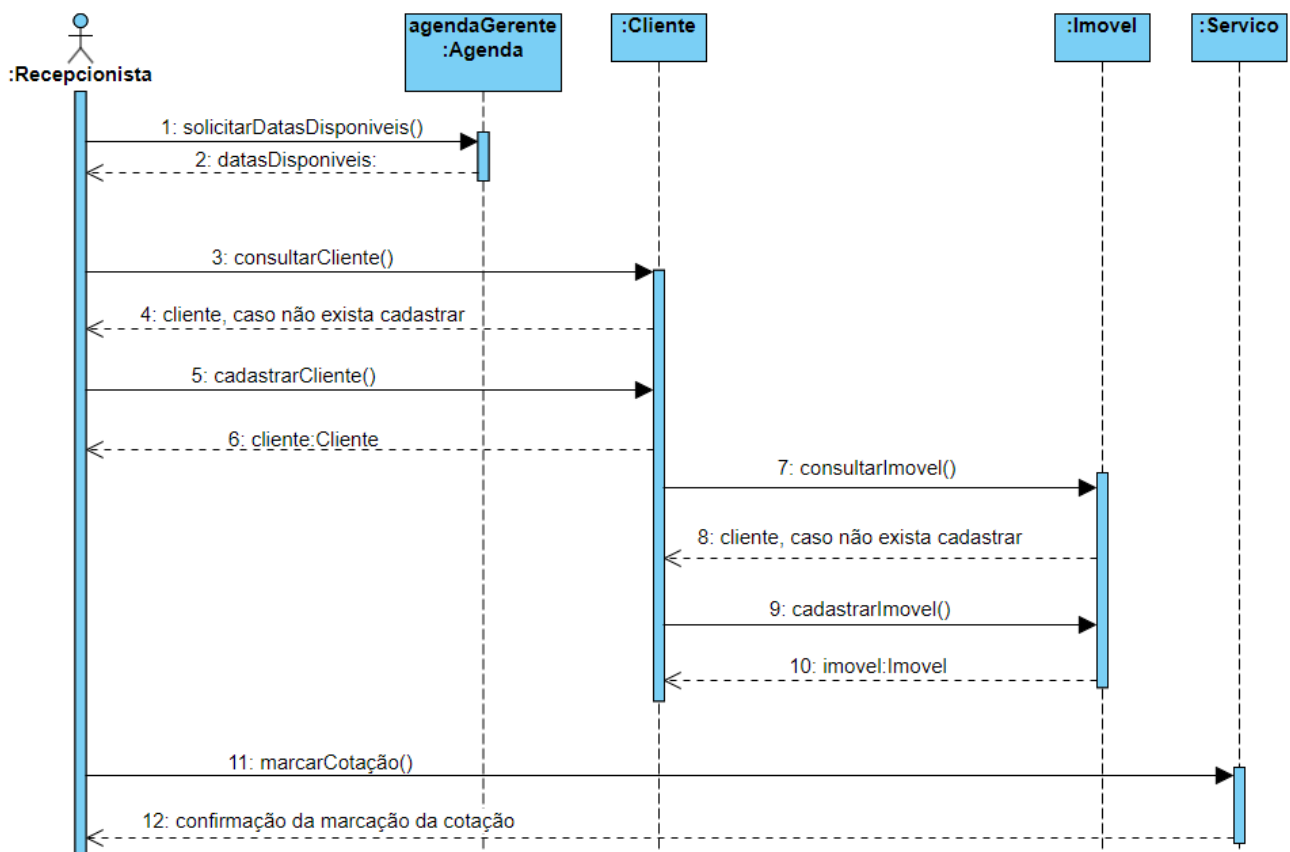 agendaGerente
:Agenda
:Cliente
:Imovel
:Servico
:Recepcionista
1: solicitarDatasDisponiveis()
2: datasDisponiveis:
3: consultarCliente()
4: cliente, caso não exista cadastrar
5: cadastrarCliente()
6: cliente:Cliente
7: consultarImovel()
8: cliente, caso não exista cadastrar
9: cadastrarImovel()
10: imovel:Imovel
11: marcarCotação()
12: confirmação da marcação da cotação